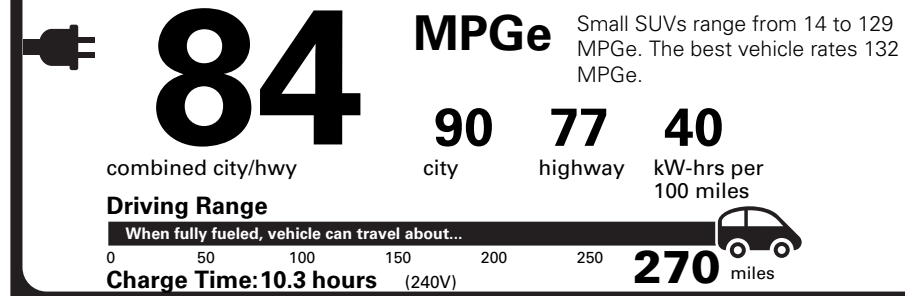 84
MPGe
Small SUVs range from 14 to 129
MPGe. The best vehicle rates 132
MPGe.
90 77 40
combined city/hwy city highway kW-hrs per
100 miles
Driving Range
When fully fueled, vehicle can travel about...
0 50 100 150 200 250 270 miles
Charge Time: 10.3 hours (240V)